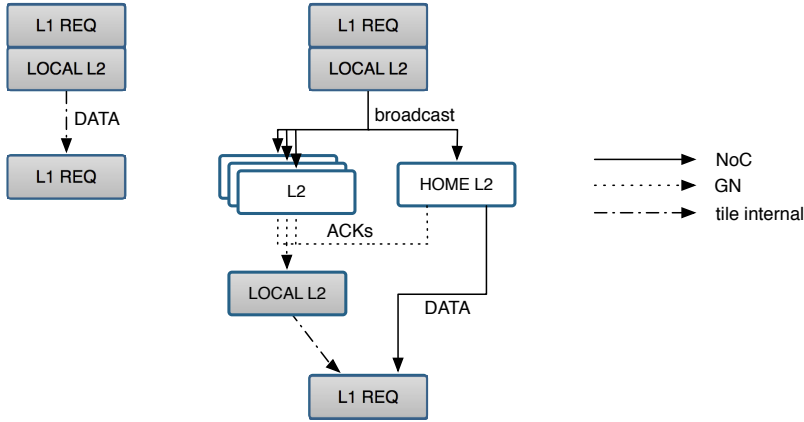 L1 REQ
LOCAL L2
DATA
L1 REQ
L1 REQ
LOCAL L2
broadcast
L2
HOME L2
ACKs
LOCAL L2
DATA
L1 REQ
NoC
GN
tile internal